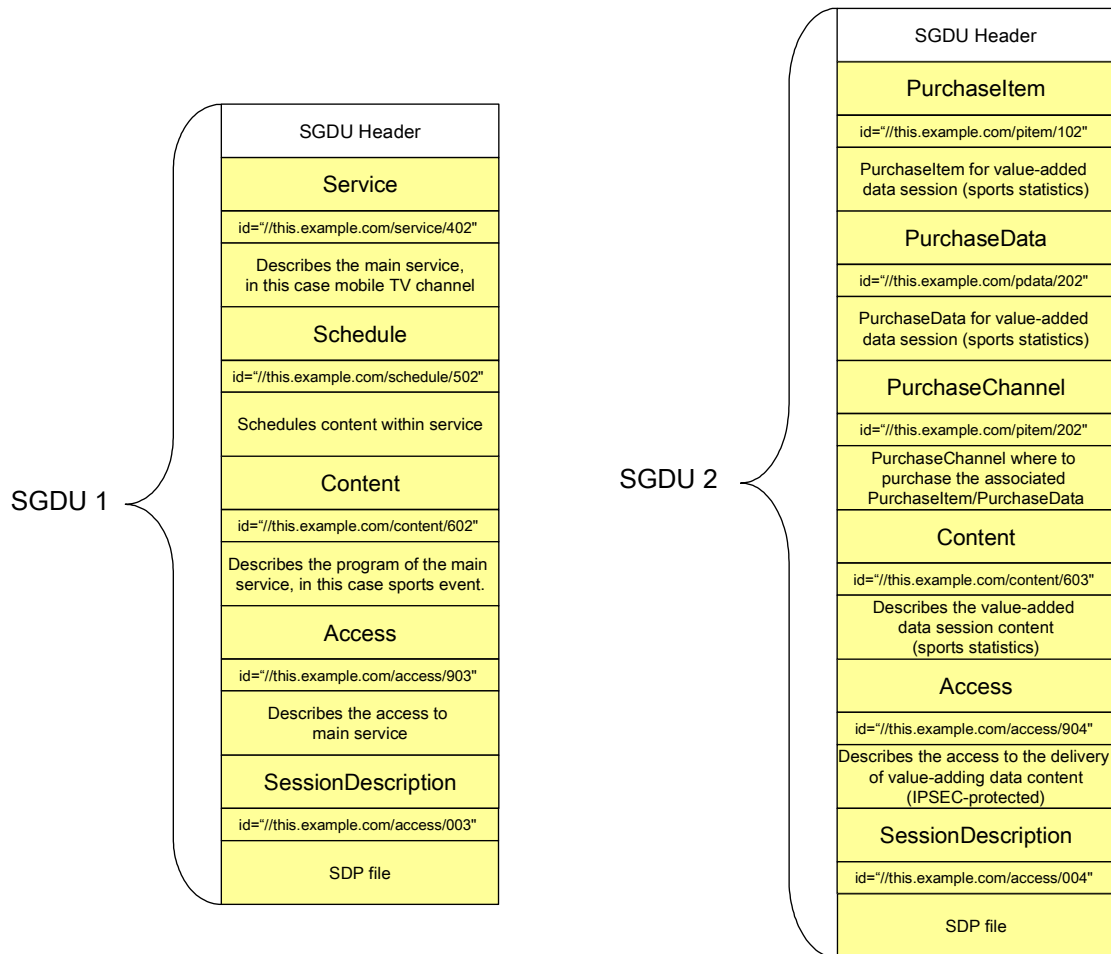 SGDU 1
SGDU Header
Service
id=“//this.example.com/service/402"
Describes the main service,
in this case mobile TV channel
Schedule
id=“//this.example.com/schedule/502"
Schedules content within service
Content
id=“//this.example.com/content/602"
Describes the program of the main
service, in this case sports event.
Access
id=“//this.example.com/access/903"
Describes the access to
main service
SessionDescription
id=“//this.example.com/access/003"
SDP file
SGDU 2
SGDU Header
PurchaseItem
id=“//this.example.com/pitem/102"
PurchaseItem for value-added
data session (sports statistics)
PurchaseData
id=“//this.example.com/pdata/202"
PurchaseData for value-added
data session (sports statistics)
PurchaseChannel
id=“//this.example.com/pitem/202"
PurchaseChannel where to
purchase the associated
PurchaseItem/PurchaseData
Content
id=“//this.example.com/content/603"
Describes the value-added
data session content
(sports statistics)
Access
id=“//this.example.com/access/904"
Describes the access to the delivery
of value-adding data content
(IPSEC-protected)
SessionDescription
id=“//this.example.com/access/004"
SDP file